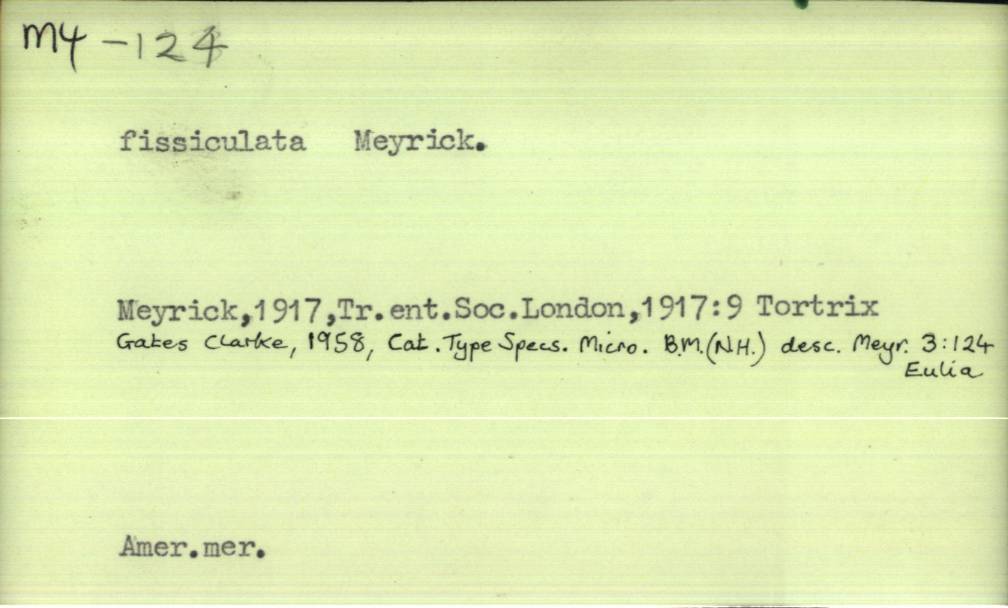 M4-124
fissiculata Meyrick.
Meyrick,1917,Tr.ent.Soc.London,1917:9 Tortrix
Gates Clarke, 1958, Cat. Type Specs. Micro. B.M.(N.H.) desc. Meyr. 3:124
Eulia
Amer.mer.